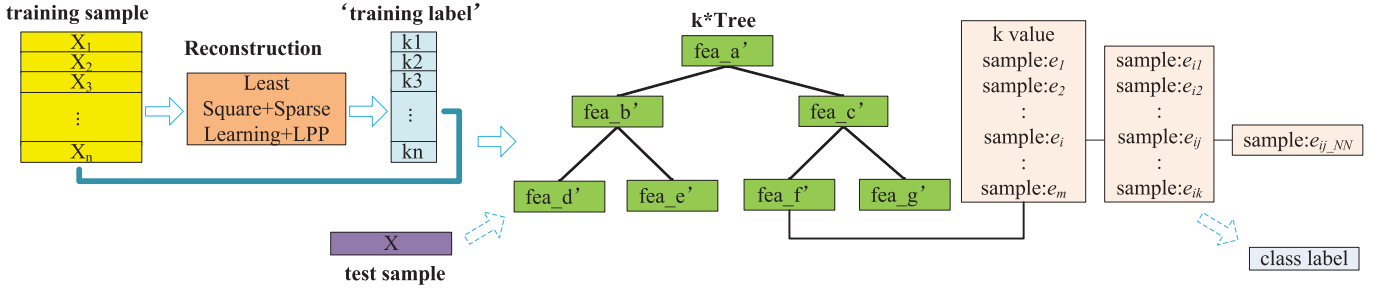 training sample
X1
X2
X3
⋮
Xn
Reconstruction
Least
Square+Sparse
Learning+LPP
‘training label’
k1
k2
k3
⋮
kn
X
test sample
k*Tree
fea_a’
fea_b’
fea_c’
fea_d’
fea_e’
fea_f’
fea_g’
k value
sample:e1
sample:e2
⋮
sample:ei
⋮
sample:em
sample:ei1
sample:ei2
⋮
sample:eij
⋮
sample:eik
sample:eij_NN
class label